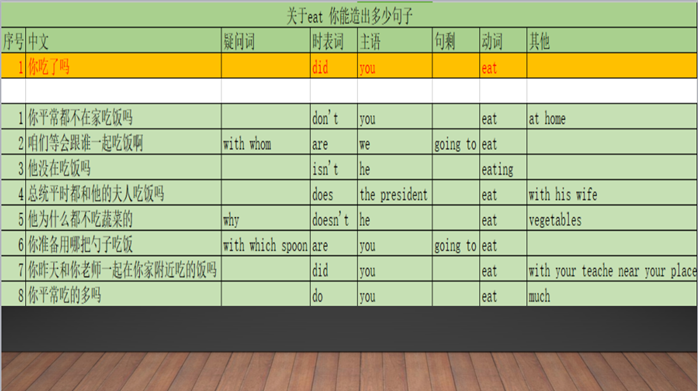 关于eat 你能造出多少句子
序号 中文 疑问词 时表词 主语 句剩 动词 其他
1 你吃了吗 did you eat
1 你平常都不在家吃饭吗 don't you eat at home
2 咱们等会跟谁一起吃饭啊 with whom are we going to eat
3 他没在吃饭吗 isn't he eating
4 总统平时都和他的夫人吃饭吗 does the president eat with his wife
5 他为什么都不吃蔬菜的 why doesn't he eat vegetables
6 你准备用哪把勺子吃饭 with which spoon are you going to eat
7 你昨天和你老师一起在你家附近吃的饭吗 did you eat with your teache near your place
8 你平常吃的多吗 do you eat much